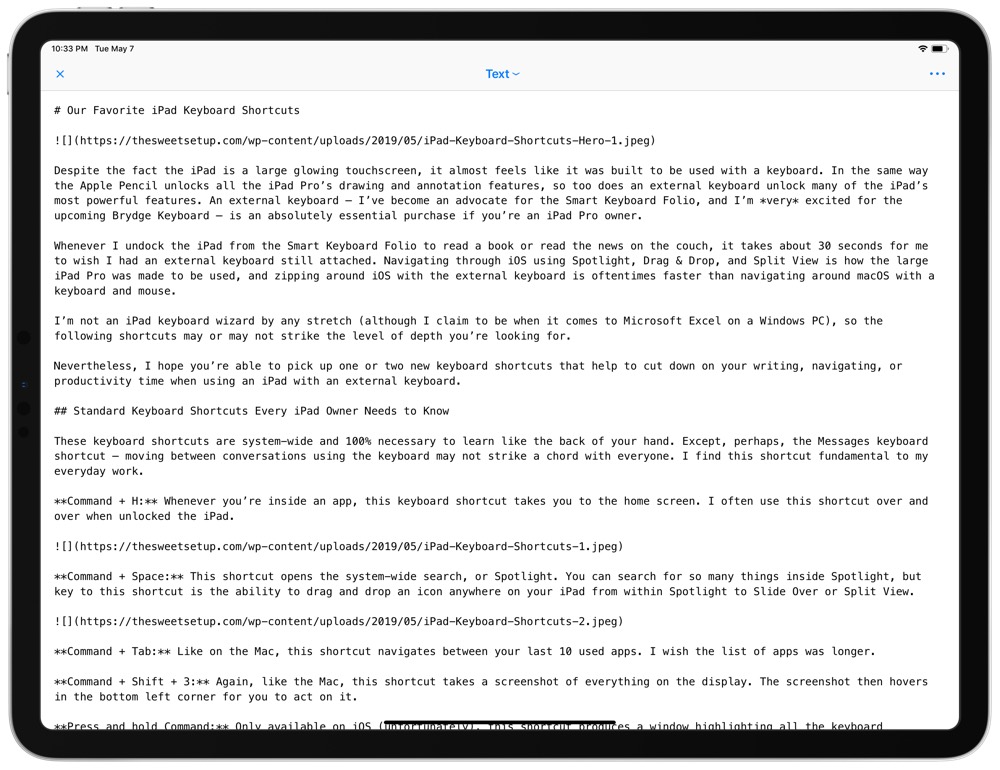 10:33 PM Tue May 7
Text
# Our Favorite iPad Keyboard Shortcuts
![](https://thesweetsetup.com/wp-content/uploads/2019/05/iPad-Keyboard-Shortcuts-Hero-1.jpeg)
Despite the fact the iPad is a large glowing touchscreen, it almost feels like it was built to be used with a keyboard. In the same way
the Apple Pencil unlocks all the iPad Pro’s drawing and annotation features, so too does an external keyboard unlock many of the iPad’s
most powerful features. An external keyboard — I’ve become an advocate for the Smart Keyboard Folio, and I’m *very* excited for the
upcoming Brydge Keyboard — is an absolutely essential purchase if you’re an iPad Pro owner.
Whenever I undock the iPad from the Smart Keyboard Folio to read a book or read the news on the couch, it takes about 30 seconds for me
to wish I had an external keyboard still attached. Navigating through iOS using Spotlight, Drag & Drop, and Split View is how the large
iPad Pro was made to be used, and zipping around iOS with the external keyboard is oftentimes faster than navigating around macOS with a
keyboard and mouse.
I’m not an iPad keyboard wizard by any stretch (although I claim to be when it comes to Microsoft Excel on a Windows PC), so the
following shortcuts may or may not strike the level of depth you’re looking for.
Nevertheless, I hope you’re able to pick up one or two new keyboard shortcuts that help to cut down on your writing, navigating, or
productivity time when using an iPad with an external keyboard.
## Standard Keyboard Shortcuts Every iPad Owner Needs to Know
These keyboard shortcuts are system-wide and 100% necessary to learn like the back of your hand. Except, perhaps, the Messages keyboard
shortcut — moving between conversations using the keyboard may not strike a chord with everyone. I find this shortcut fundamental to my
everyday work.
**Command + H:** Whenever you’re inside an app, this keyboard shortcut takes you to the home screen. I often use this shortcut over and
over when unlocked the iPad.
![](https://thesweetsetup.com/wp-content/uploads/2019/05/iPad-Keyboard-Shortcuts-1.jpeg)
**Command + Space:** This shortcut opens the system-wide search, or Spotlight. You can search for so many things inside Spotlight, but
key to this shortcut is the ability to drag and drop an icon anywhere on your iPad from within Spotlight to Slide Over or Split View.
![](https://thesweetsetup.com/wp-content/uploads/2019/05/iPad-Keyboard-Shortcuts-2.jpeg)
**Command + Tab:** Like on the Mac, this shortcut navigates between your last 10 used apps. I wish the list of apps was longer.
**Command + Shift + 3:** Again, like the Mac, this shortcut takes a screenshot of everything on the display. The screenshot then hovers
in the bottom left corner for you to act on it.
**Press and hold Command:** Only available on iOS (unfortunately), this shortcut produces a window highlighting all the keyboard